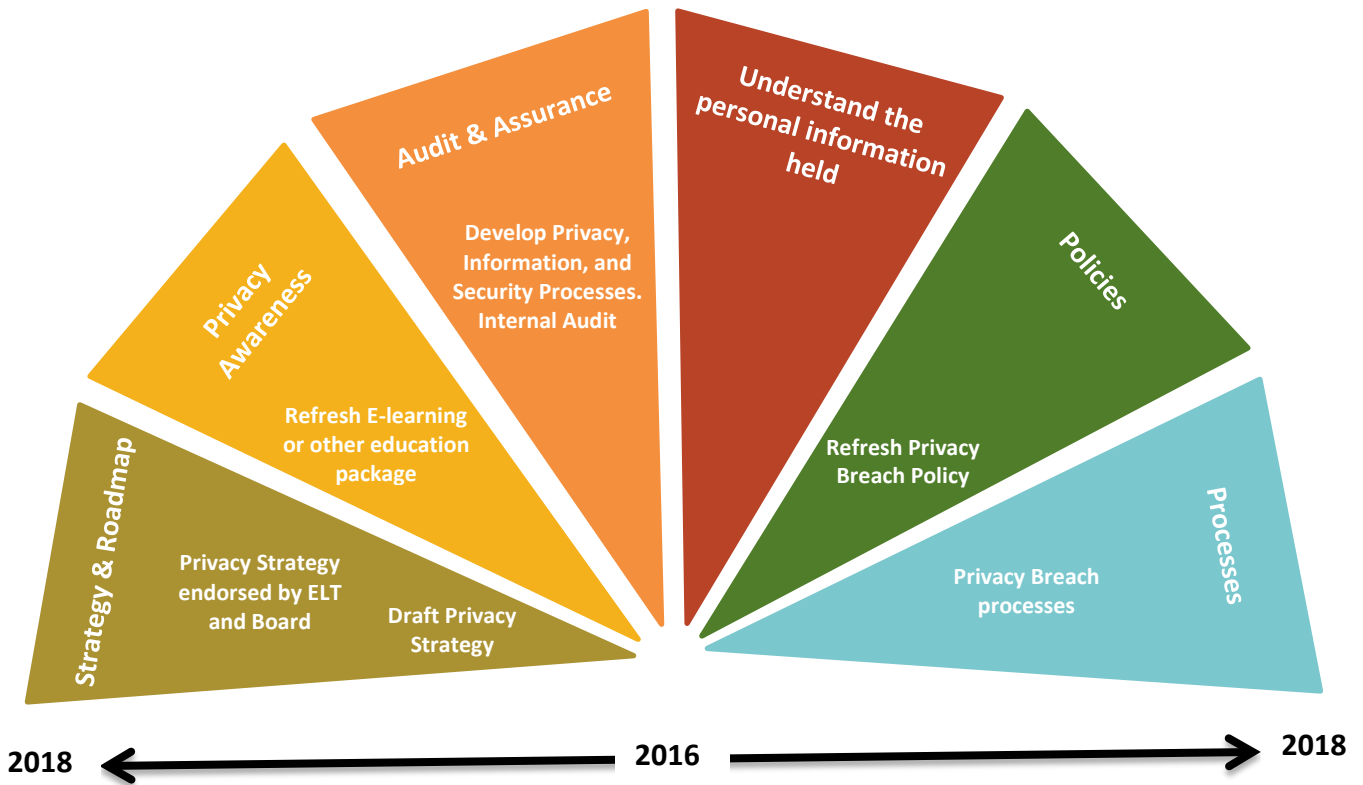 Strategy & Roadmap
Privacy Strategy
endorsed by ELT
and Board
Draft Privacy
Strategy
Privacy
Awareness
Refresh E-learning
or other education
package
Audit & Assurance
Develop Privacy,
Information, and
Security Processes.
Internal Audit
Understand the
personal information
held
Policies
Refresh Privacy
Breach Policy
Processes
Privacy Breach
processes
2018
2016
2018